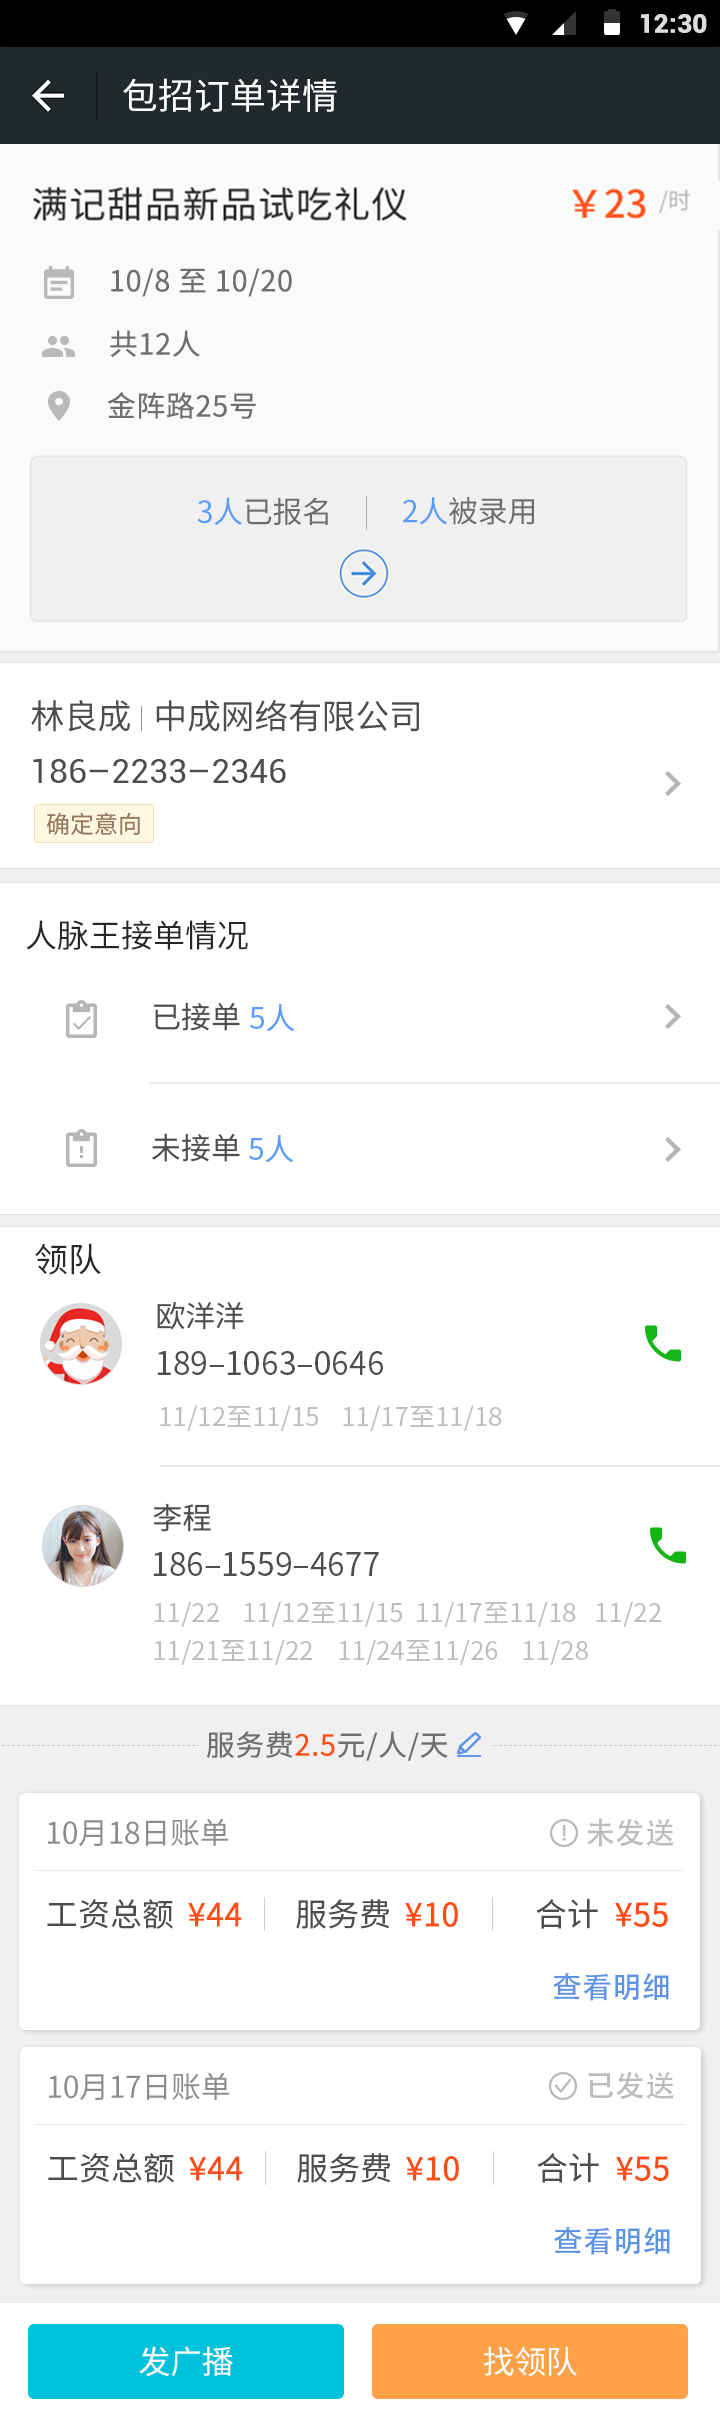 12:30
包招订单详情
满记甜品新品试吃礼仪 ￥23 /时
10/8 至 10/20
共12人
金阵路25号
3人已报名 2人被录用
林良成 中成网络有限公司
186-2233-2346
确定意向
人脉王接单情况
已接单 5人
未接单 5人
领队
欧洋洋
189-1063-0646
11/12至11/15 11/17至11/18
李程
186-1559-4677
11/22 11/12至11/15 11/17至11/18 11/22
11/21至11/22 11/24至11/26 11/28
服务费2.5元/人/天
10月18日账单 未发送
工资总额 ¥44 服务费 ¥10 合计 ¥55
查看明细
10月17日账单 已发送
工资总额 ¥44 服务费 ¥10 合计 ¥55
查看明细
发广播 找领队